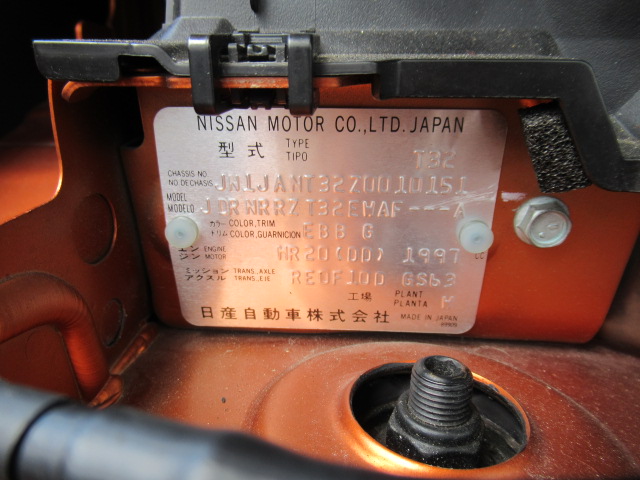 NISSAN MOTOR CO.,LTD.JAPAN
型式 TYPE TIPO T32
CHASSIS NO
NO DECHASIS JN1JANT32Z0010151
MODEL
MODELO
カラー COLOR,TRIM
トリム COLOR,GUARNICION EBB G
エンジン ENGINE MOTOR MR20(DD) 1997 CC
ミッション TRANS.,AXLE
アクスル TRANS.,EJE RE0F10D GS63
工場 PLANT PLANTA
日産自動車株式会社 MADE IN JAPAN